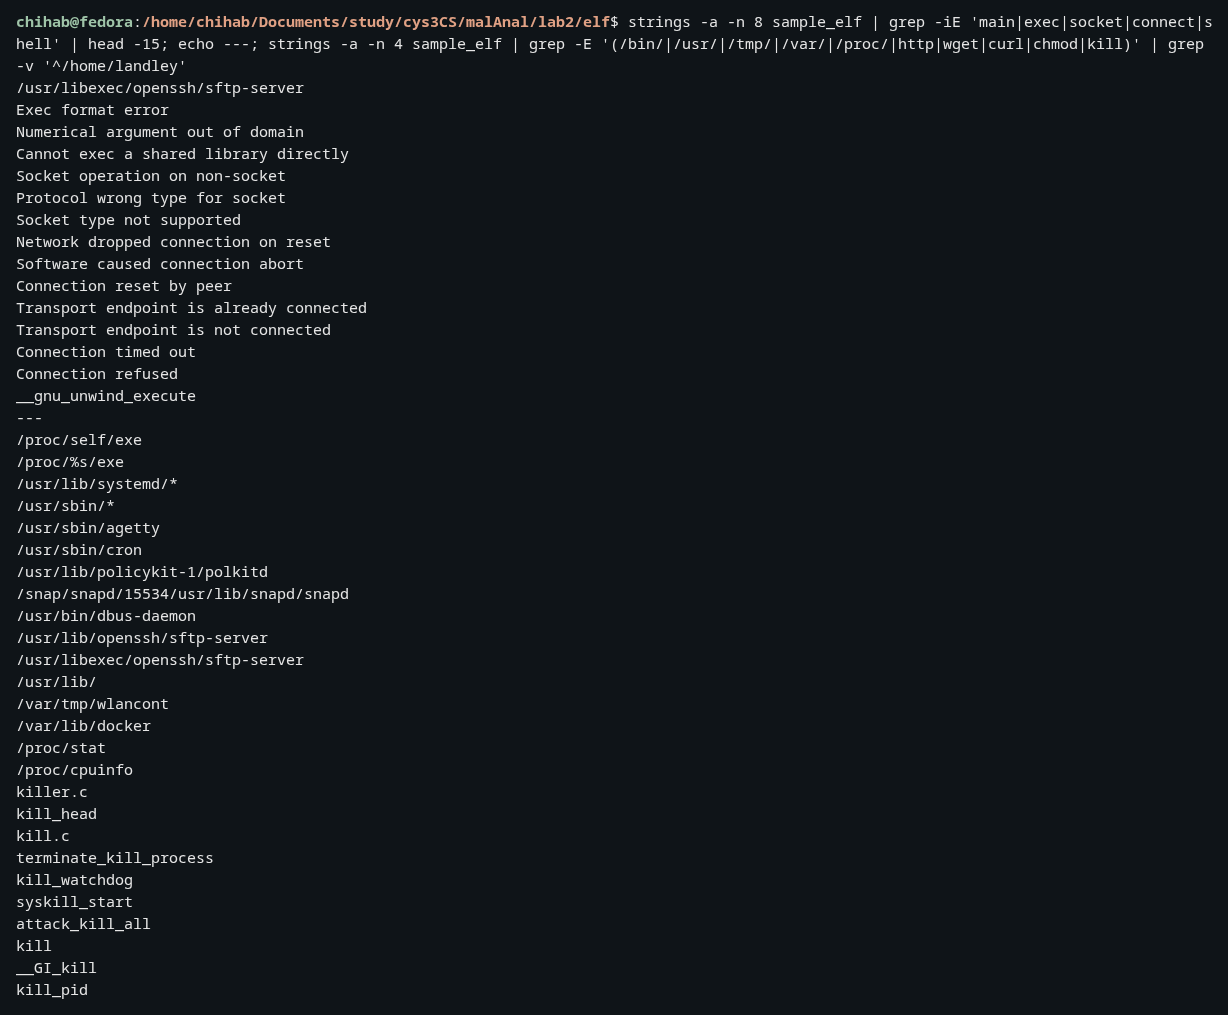 chihab@fedora:/home/chihab/Documents/study/cys3CS/malAnal/lab2/elf$ strings -a -n 8 sample_elf | grep -iE 'main|exec|socket|connect|s
hell' | head -15; echo ---; strings -a -n 4 sample_elf | grep -E '(/bin/|/usr/|/tmp/|/var/|/proc/|http|wget|curl|chmod|kill)' | grep
-v '^/home/landley'
/usr/libexec/openssh/sftp-server
Exec format error
Numerical argument out of domain
Cannot exec a shared library directly
Socket operation on non-socket
Protocol wrong type for socket
Socket type not supported
Network dropped connection on reset
Software caused connection abort
Connection reset by peer
Transport endpoint is already connected
Transport endpoint is not connected
Connection timed out
Connection refused
__gnu_unwind_execute
---
/proc/self/exe
/proc/%s/exe
/usr/lib/systemd/*
/usr/sbin/*
/usr/sbin/agetty
/usr/sbin/cron
/usr/lib/policykit-1/polkitd
/snap/snapd/15534/usr/lib/snapd/snapd
/usr/bin/dbus-daemon
/usr/lib/openssh/sftp-server
/usr/libexec/openssh/sftp-server
/usr/lib/
/var/tmp/wlancont
/var/lib/docker
/proc/stat
/proc/cpuinfo
killer.c
kill_head
kill.c
terminate_kill_process
kill_watchdog
syskill_start
attack_kill_all
kill
__GI_kill
kill_pid